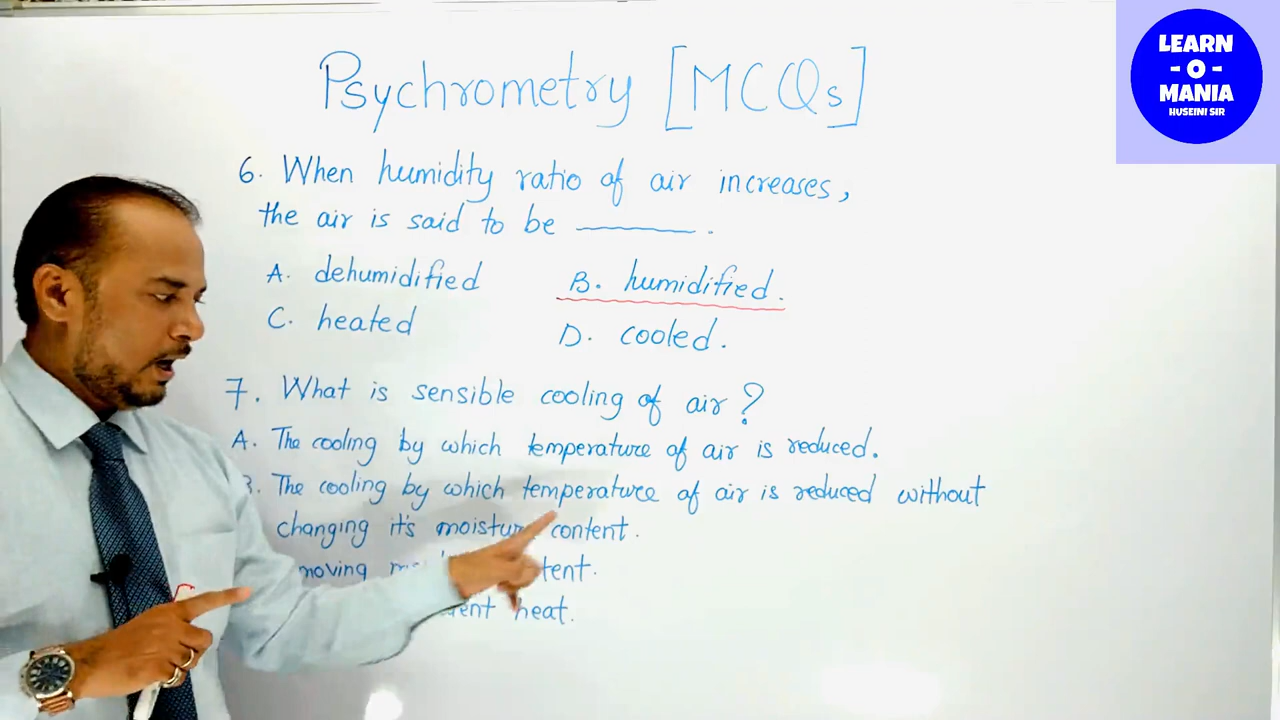 Psychrometry [MCQs]
LEARN
- O -
MANIA
HUSEINI SIR
6. When humidity ratio of air increases,
the air is said to be ______.
A. dehumidified B. humidified.
C. heated D. cooled.
7. What is sensible cooling of air?
A. The cooling by which temperature of air is reduced.
B. The cooling by which temperature of air is reduced without
changing it's moisture content.
moving tent.
heat.